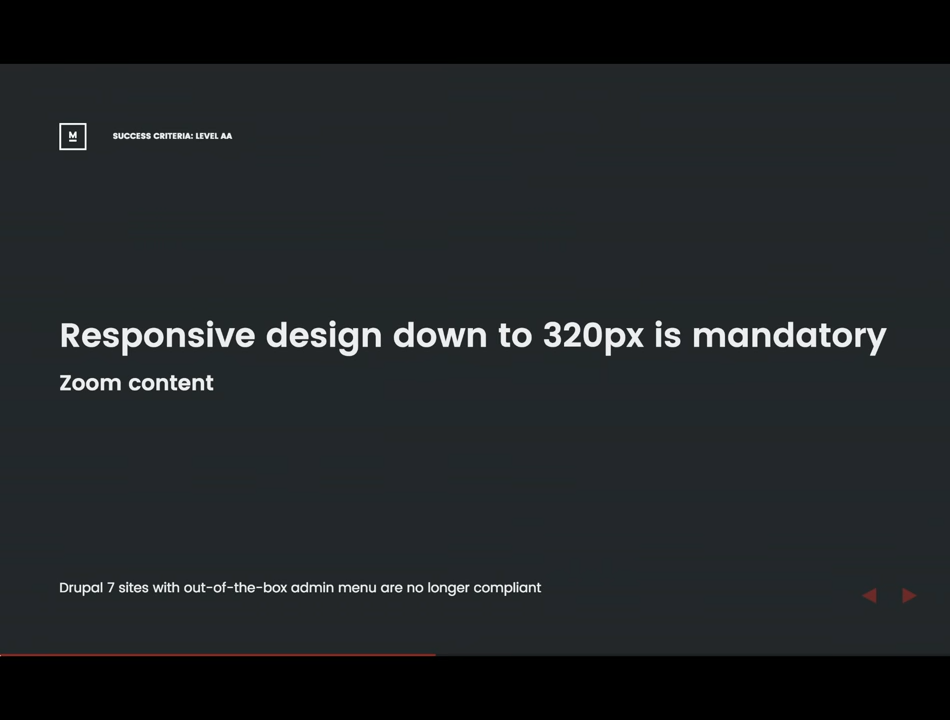 M
SUCCESS CRITERIA: LEVEL AA
Responsive design down to 320px is mandatory
Zoom content
Drupal 7 sites with out-of-the-box admin menu are no longer compliant